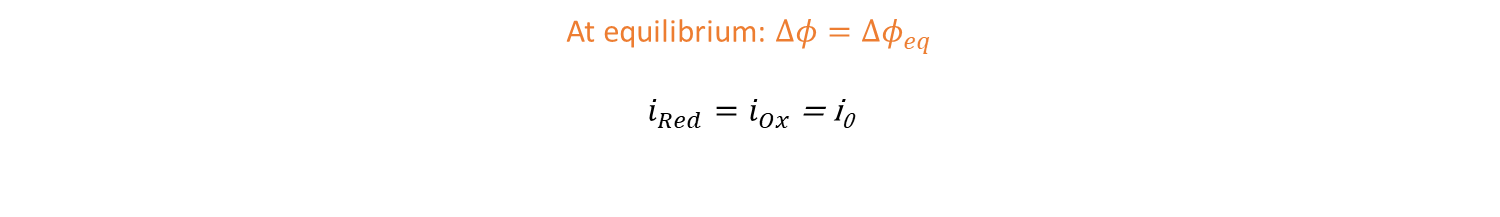 At equilibrium: Δϕ = Δϕ_eq
i_Red = i_Ox = i_0